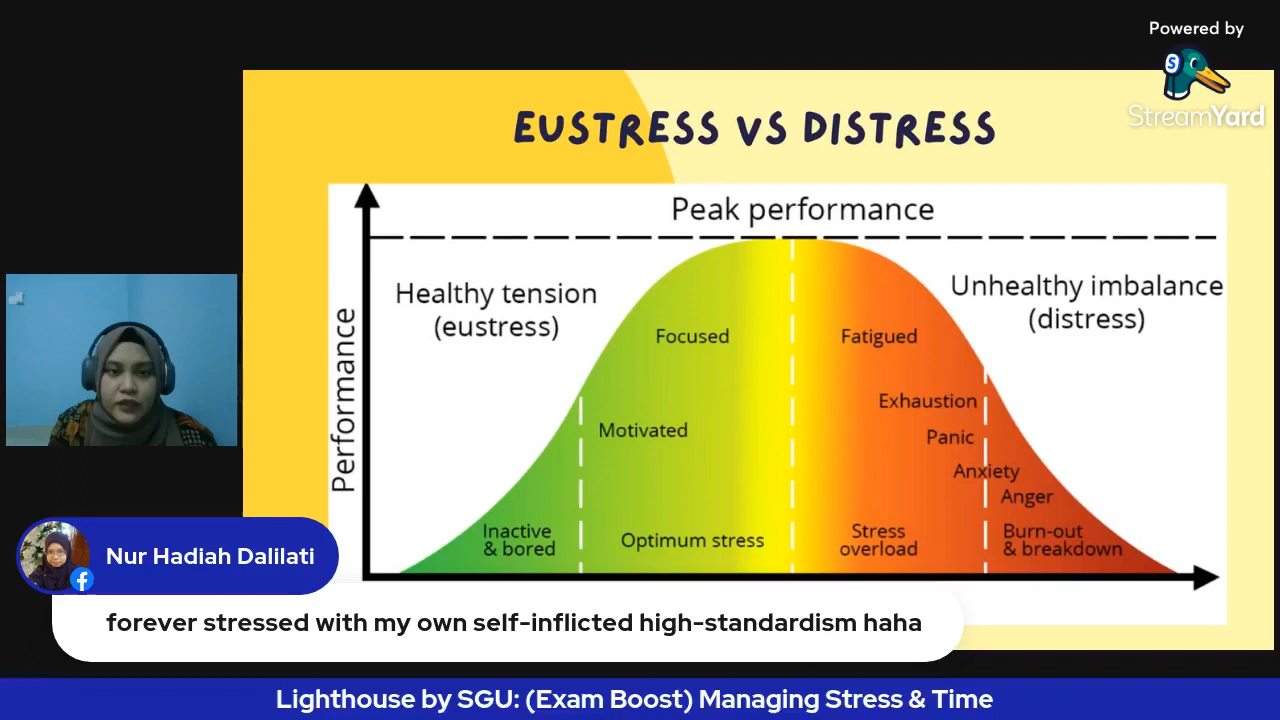 Powered by
StreamYard
EUSTRESS VS DISTRESS
Peak performance
Healthy tension
(eustress)
Unhealthy imbalance
(distress)
Performance
Focused
Fatigued
Exhaustion
Motivated
Panic
Anxiety
Anger
Inactive
& bored
Optimum stress
Stress
overload
Burn-out
& breakdown
Nur Hadiah Dalilati
forever stressed with my own self-inflicted high-standardism haha
Lighthouse by SGU: (Exam Boost) Managing Stress & Time